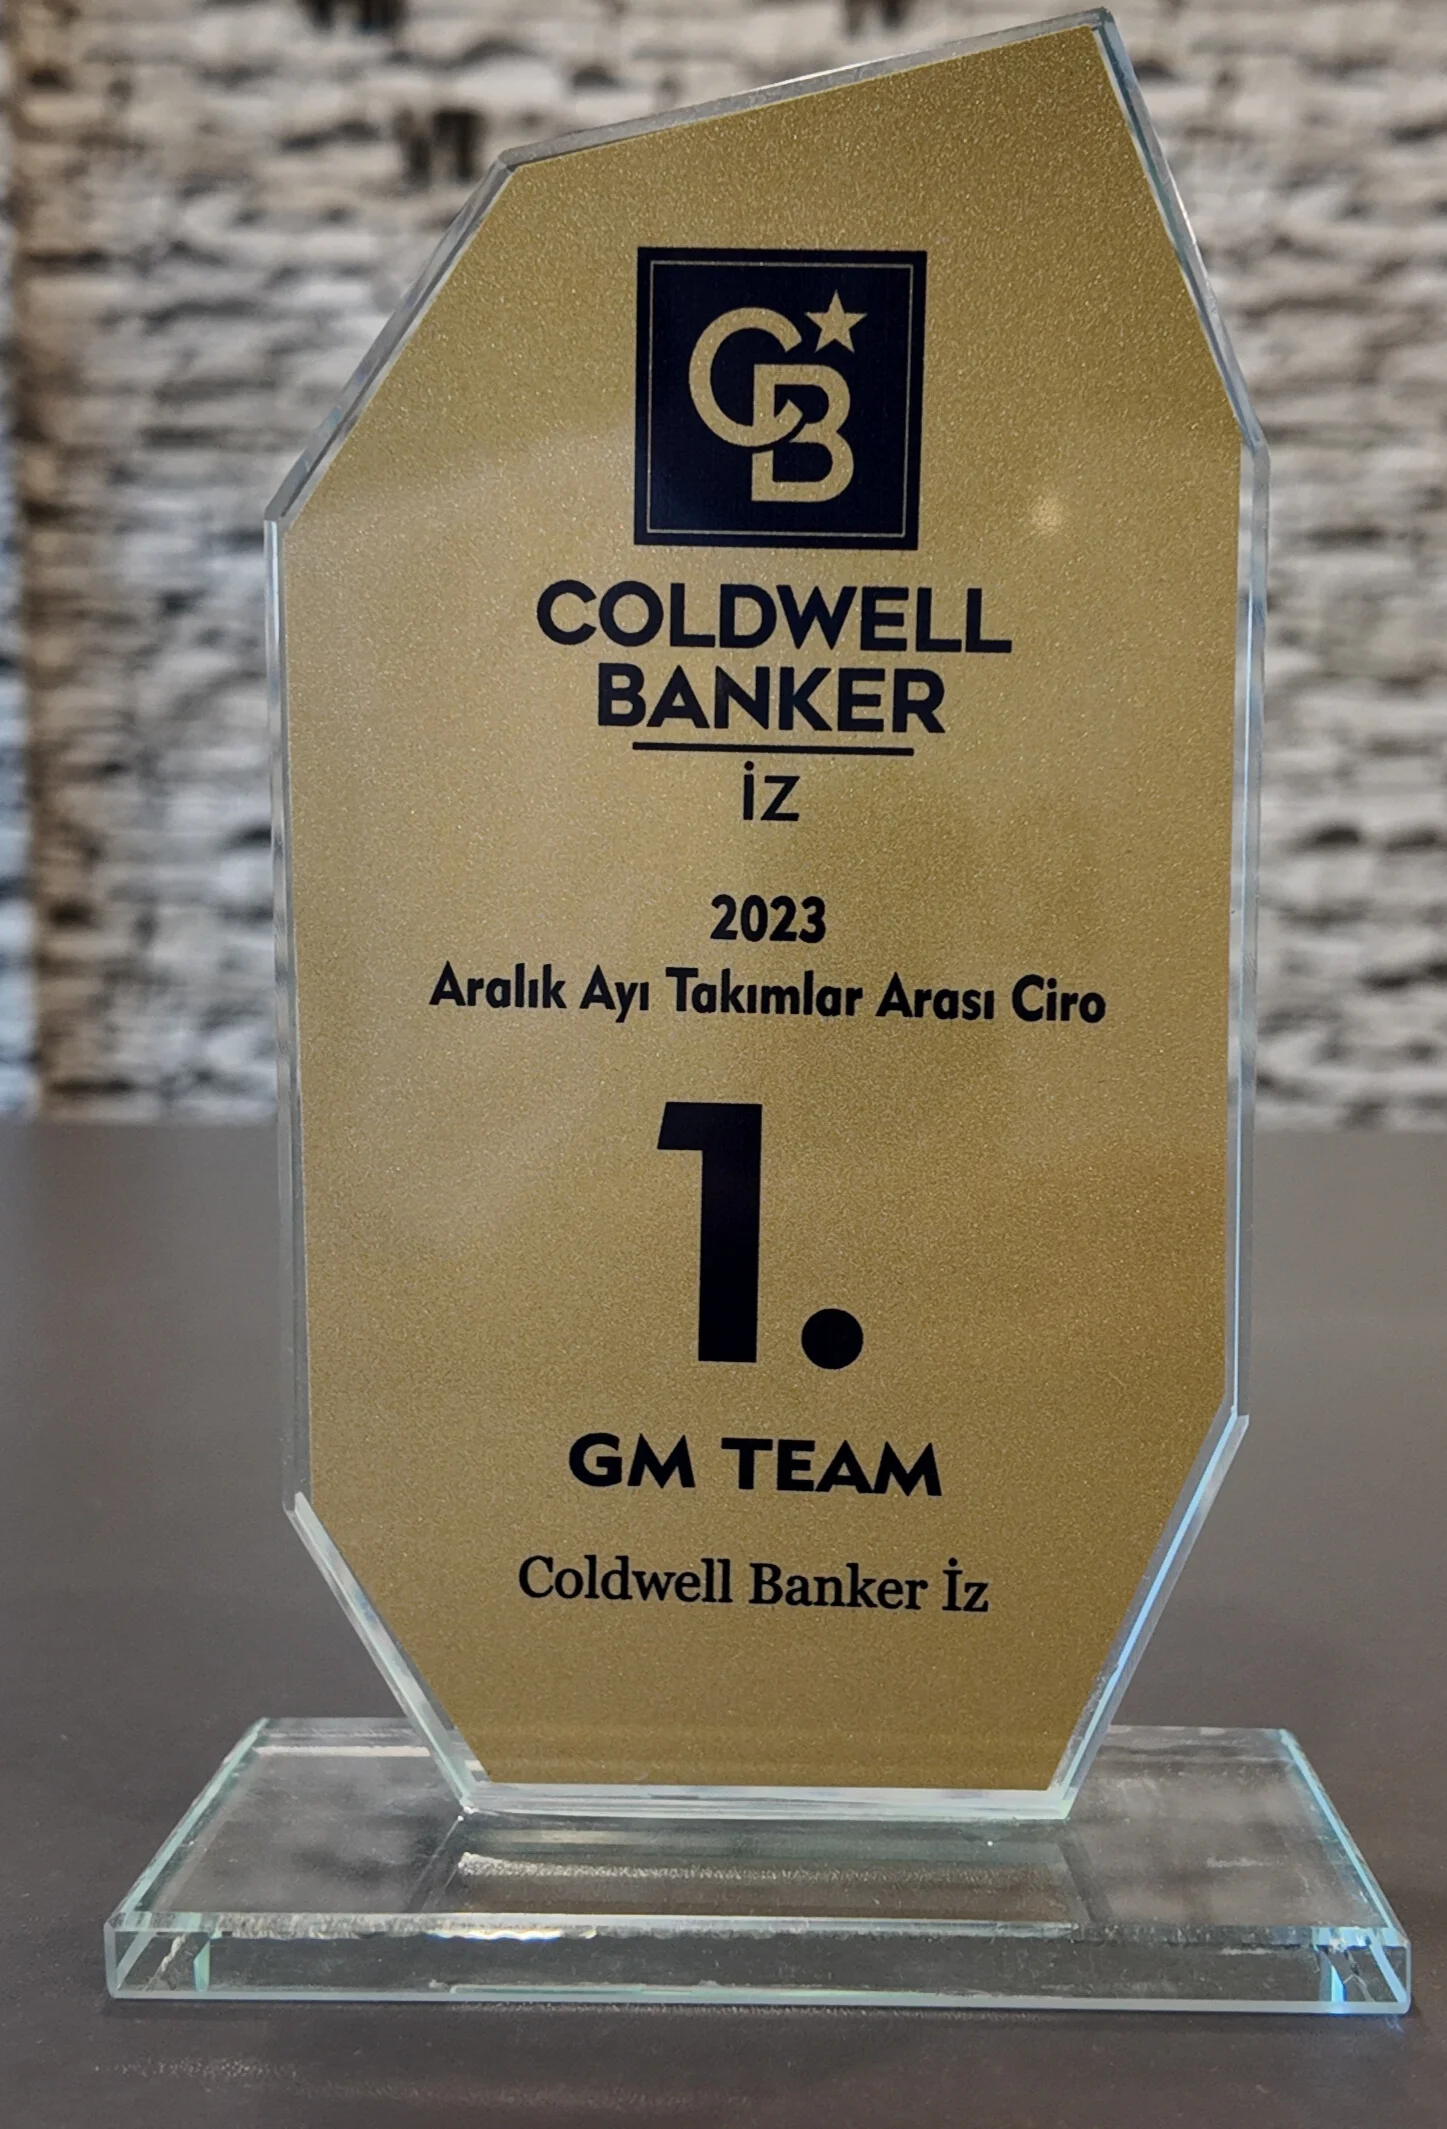 CB
COLDWELL
BANKER
İZ
2023
Aralık Ayı Takımlar Arası Ciro
1.
GM TEAM
Coldwell Banker İz